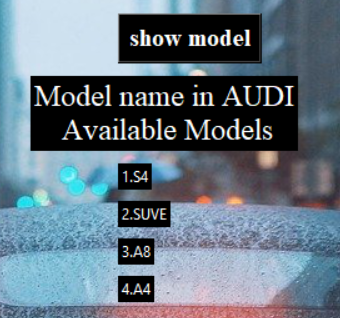 show model
Model name in AUDI
Available Models
1.S4
2.SUVE
3.A8
4.A4